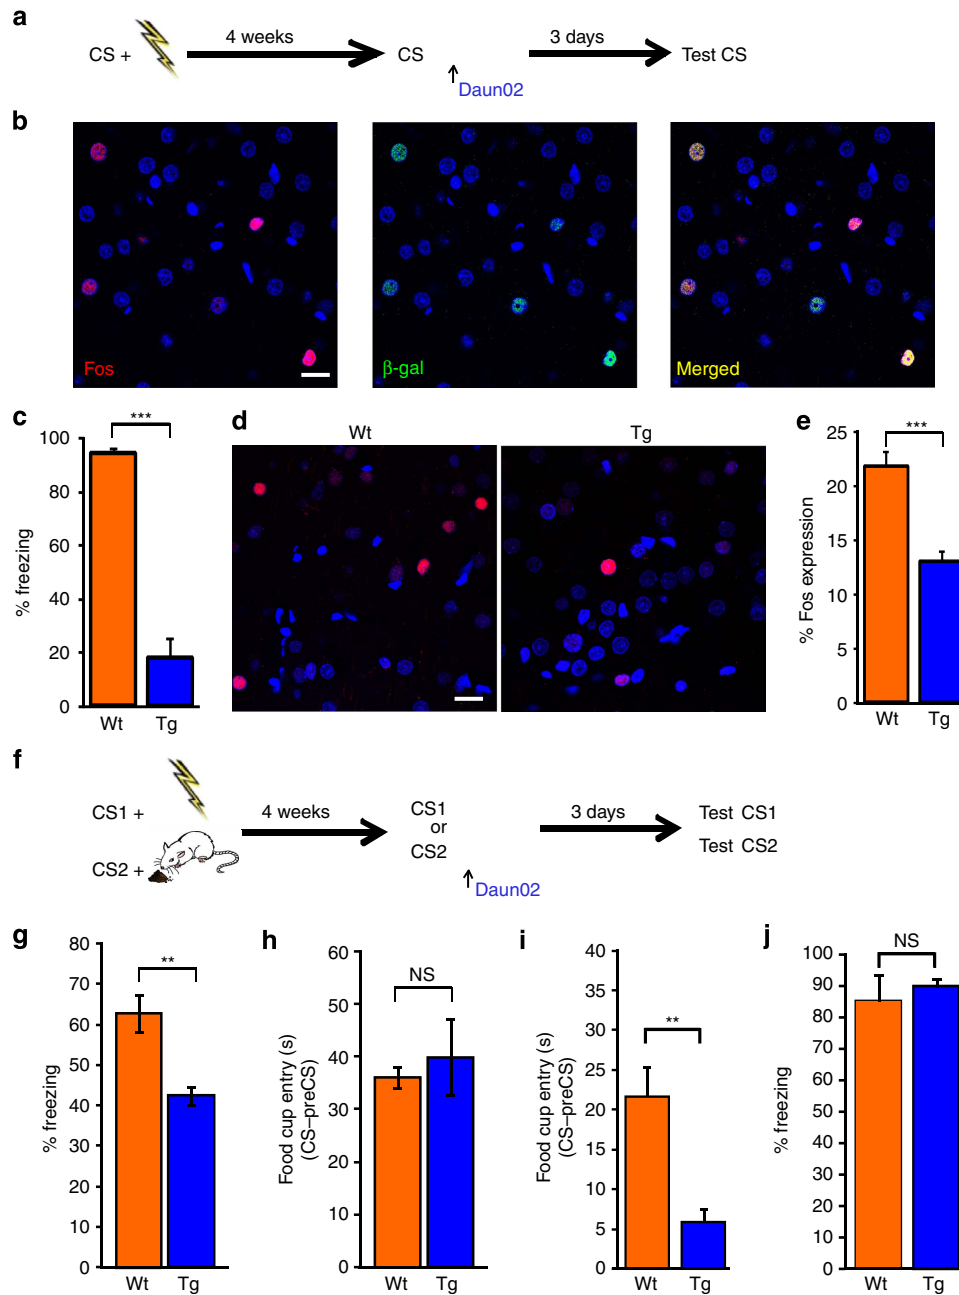 a
CS +
4 weeks
CS
Daun02
3 days
Test CS
b
Fos
β-gal
Merged
c
***
% freezing
100
80
60
40
20
0
Wt
Tg
d
Wt
Tg
e
***
% Fos expression
25
20
15
10
5
0
Wt
Tg
f
CS1 +
CS2 +
4 weeks
CS1
or
CS2
Daun02
3 days
Test CS1
Test CS2
g
**
% freezing
80
70
60
50
40
30
20
10
0
Wt
Tg
h
NS
Food cup entry (s)
(CS–preCS)
60
50
40
30
20
10
0
Wt
Tg
i
**
Food cup entry (s)
(CS–preCS)
40
35
30
25
20
15
10
5
0
Wt
Tg
j
NS
% freezing
100
90
80
70
60
50
40
30
20
10
0
Wt
Tg